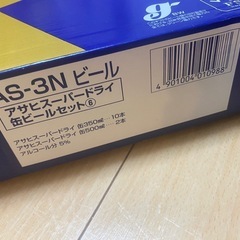 AS-3N ビール
アサヒスーパードライ
缶ビールセット⑥
アサヒスーパードライ 缶350mℓ：10本
アサヒスーパードライ 缶500mℓ：2本
アルコール分 5%
4901004010988